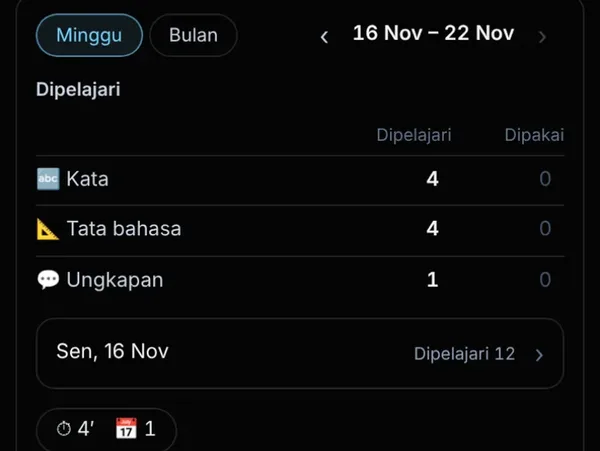 Minggu Bulan ‹ 16 Nov – 22 Nov ›
Dipelajari
Dipelajari Dipakai
🔤 Kata 4 0
📐 Tata bahasa 4 0
💬 Ungkapan 1 0
Sen, 16 Nov Dipelajari 12 ›
⏱ 4′ 📅 1